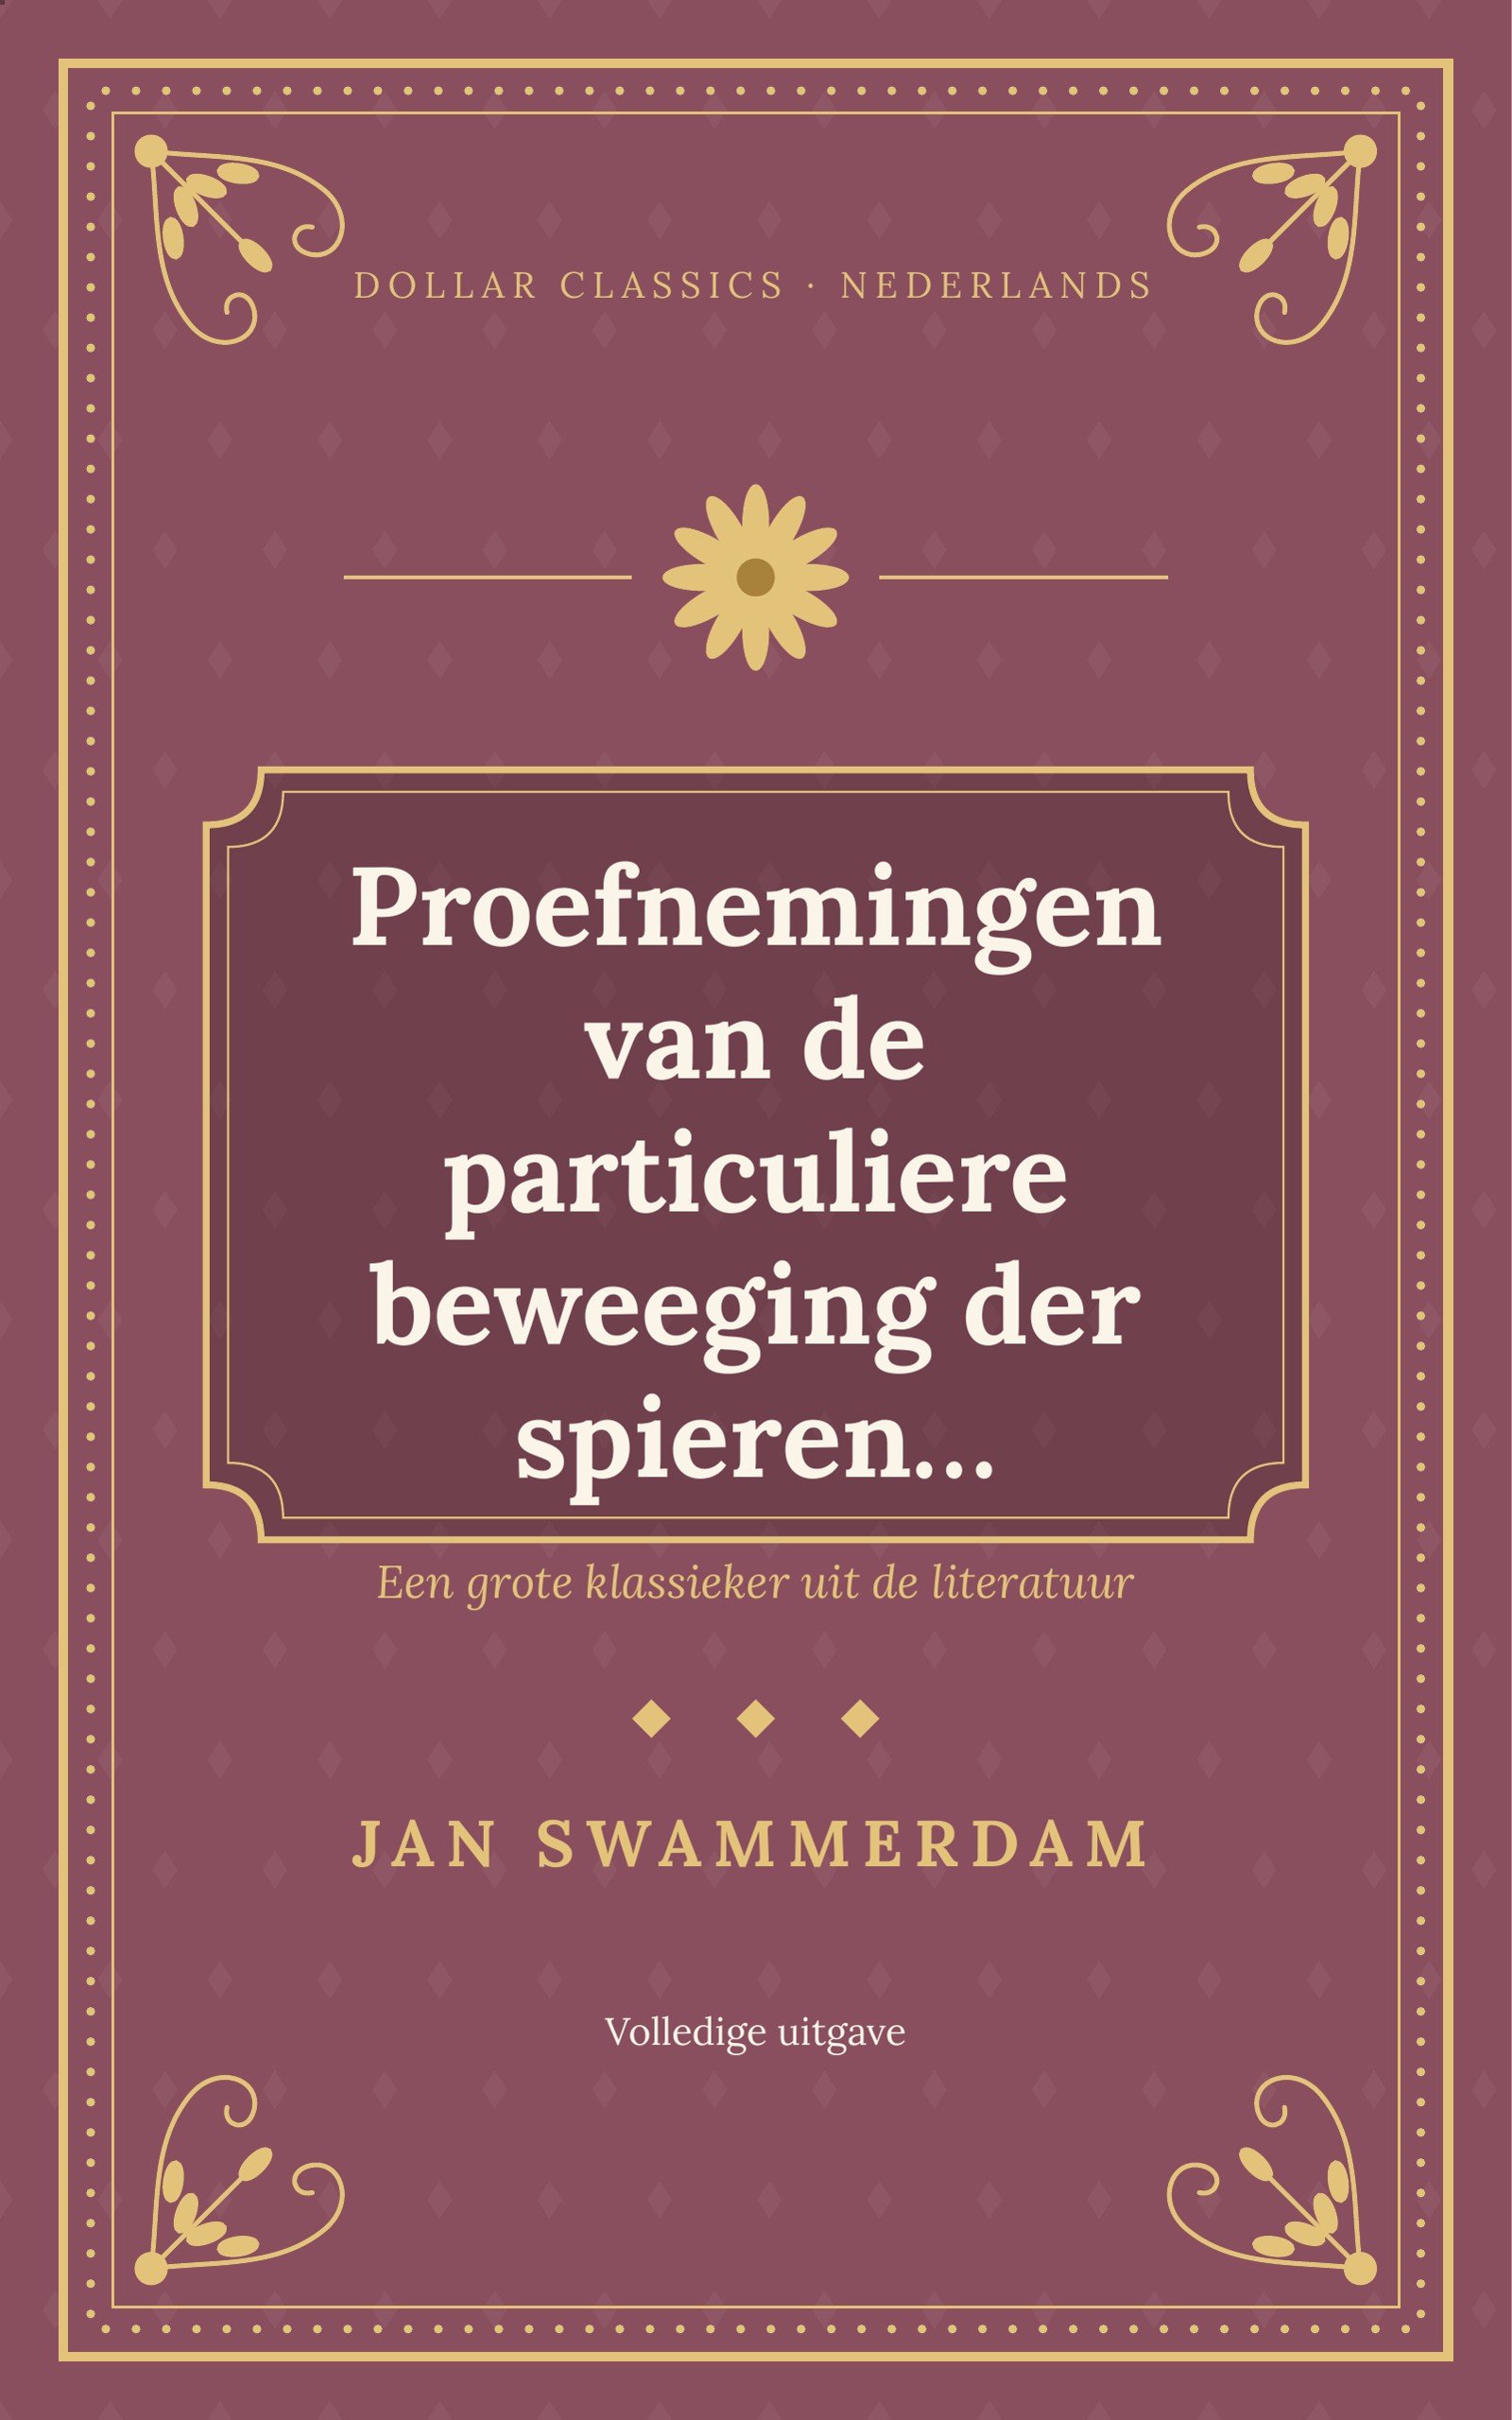 DOLLAR CLASSICS · NEDERLANDS
Proefnemingen
van de
particuliere
beweeging der
spieren...
Een grote klassieker uit de literatuur
JAN SWAMMERDAM
Volledige uitgave